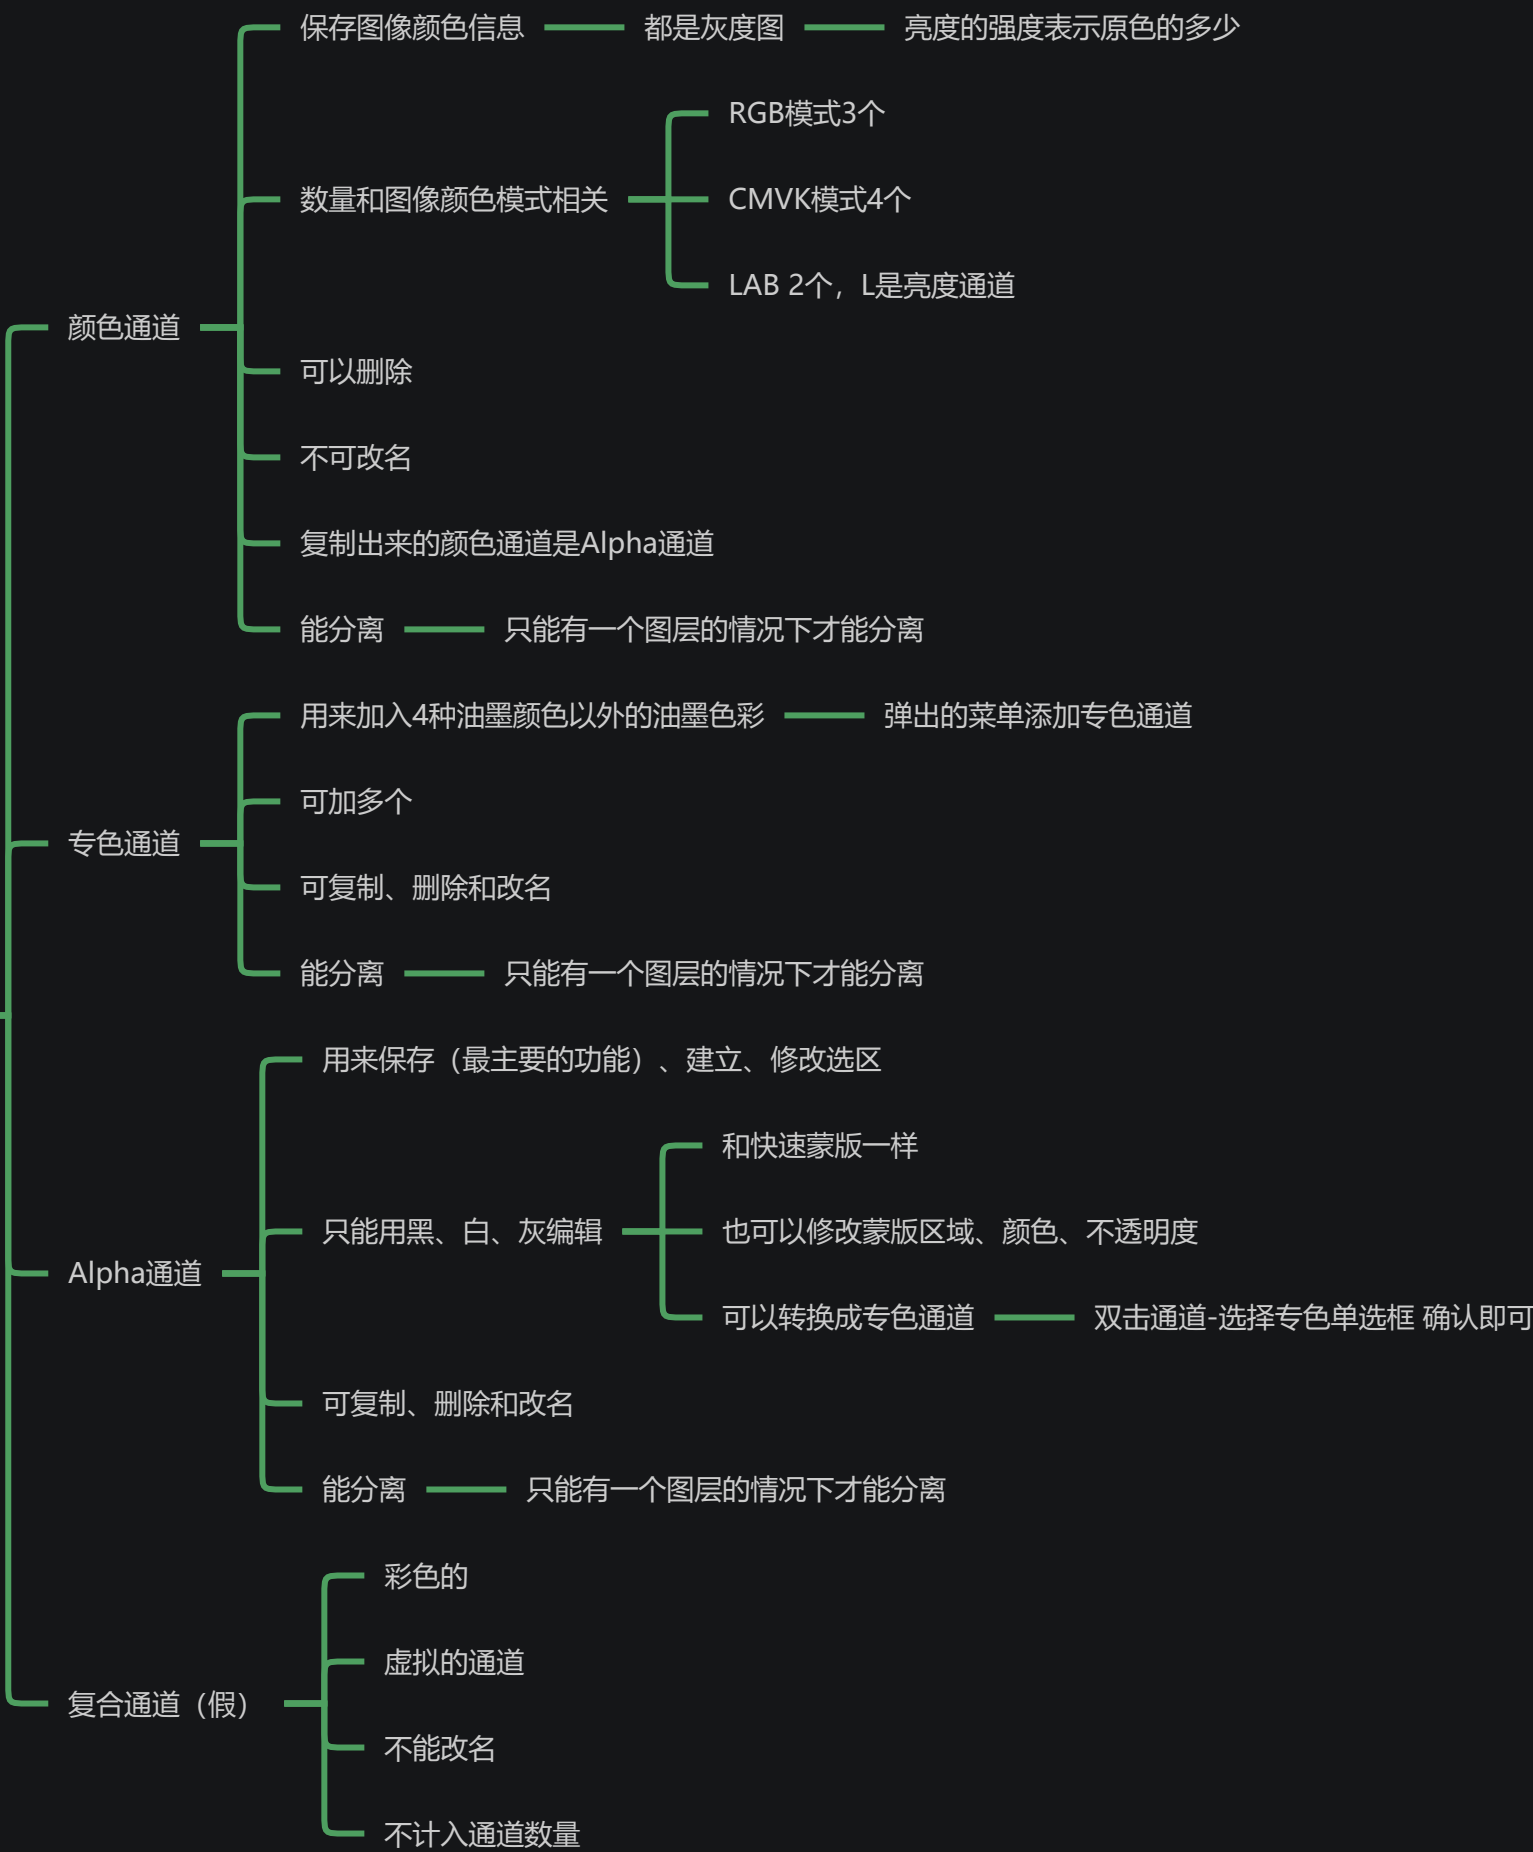 保存图像颜色信息 都是灰度图 亮度的强度表示原色的多少
RGB模式3个
数量和图像颜色模式相关 CMVK模式4个
LAB 2个，L是亮度通道
颜色通道
可以删除
不可改名
复制出来的颜色通道是Alpha通道
能分离 只能有一个图层的情况下才能分离
用来加入4种油墨颜色以外的油墨色彩 弹出的菜单添加专色通道
可加多个
专色通道
可复制、删除和改名
能分离 只能有一个图层的情况下才能分离
用来保存（最主要的功能）、建立、修改选区
和快速蒙版一样
只能用黑、白、灰编辑 也可以修改蒙版区域、颜色、不透明度
Alpha通道
可以转换成专色通道 双击通道-选择专色单选框 确认即可
可复制、删除和改名
能分离 只能有一个图层的情况下才能分离
彩色的
虚拟的通道
复合通道（假）
不能改名
不计入通道数量